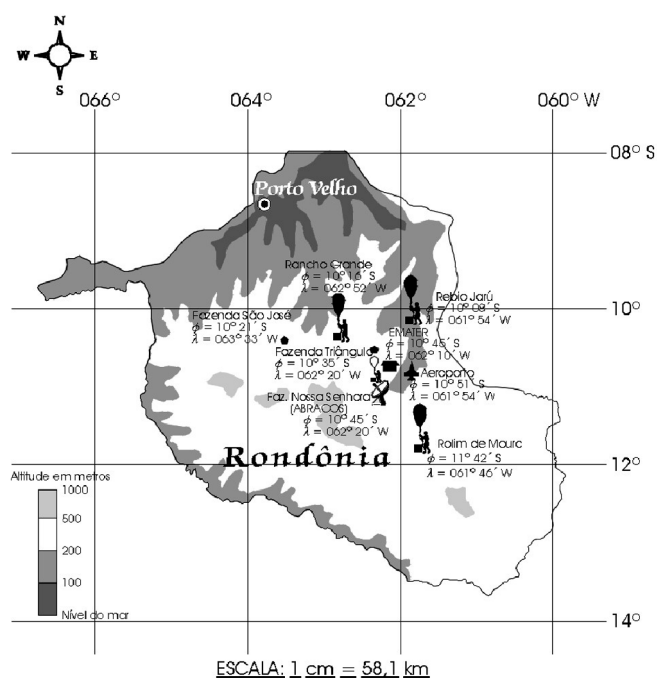 N
W E
S
066° 064° 062° 060° W
08° S
Porto Velho
Rancho Grande
ϕ = 10° 16´ S
λ = 062° 52´ W
Rebio Jarú
ϕ = 10° 08´ S
λ = 061° 54´ W
10°
Fazenda São José
ϕ = 10° 21´ S
λ = 063° 33´ W
EMATER
ϕ = 10° 45´ S
λ = 062° 10´ W
Fazenda Triângulo
ϕ = 10° 35´ S
λ = 062° 20´ W
Aeroporto
ϕ = 10° 51´ S
λ = 061° 54´ W
Faz. Nossa Senhora
(ABRACOS)
ϕ = 10° 45´ S
λ = 062° 20´ W
Rolim de Moura
ϕ = 11° 42´ S
λ = 061° 46´ W
Rondônia
12°
Altitude em metros
1000
500
200
100
Nível do mar
14°
ESCALA: 1 cm = 58,1 km